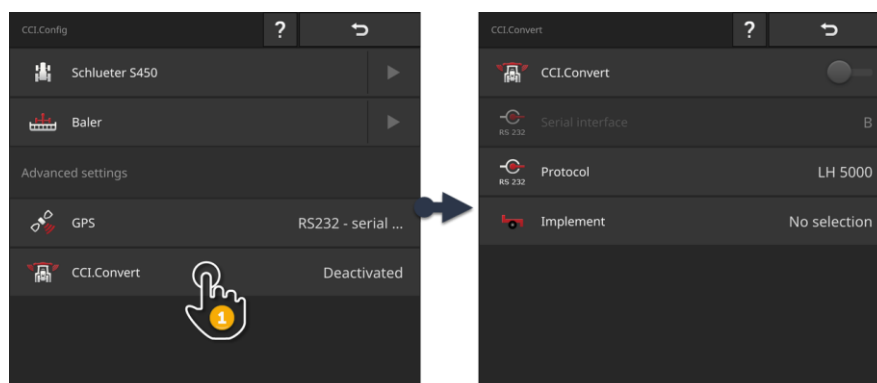 CCI.Config
?
Schlueter S450
Baler
Advanced settings
GPS
RS232 - serial ...
CCI.Convert
Deactivated
1
CCI.Convert
?
CCI.Convert
RS 232
Serial interface
B
RS 232
Protocol
LH 5000
Implement
No selection